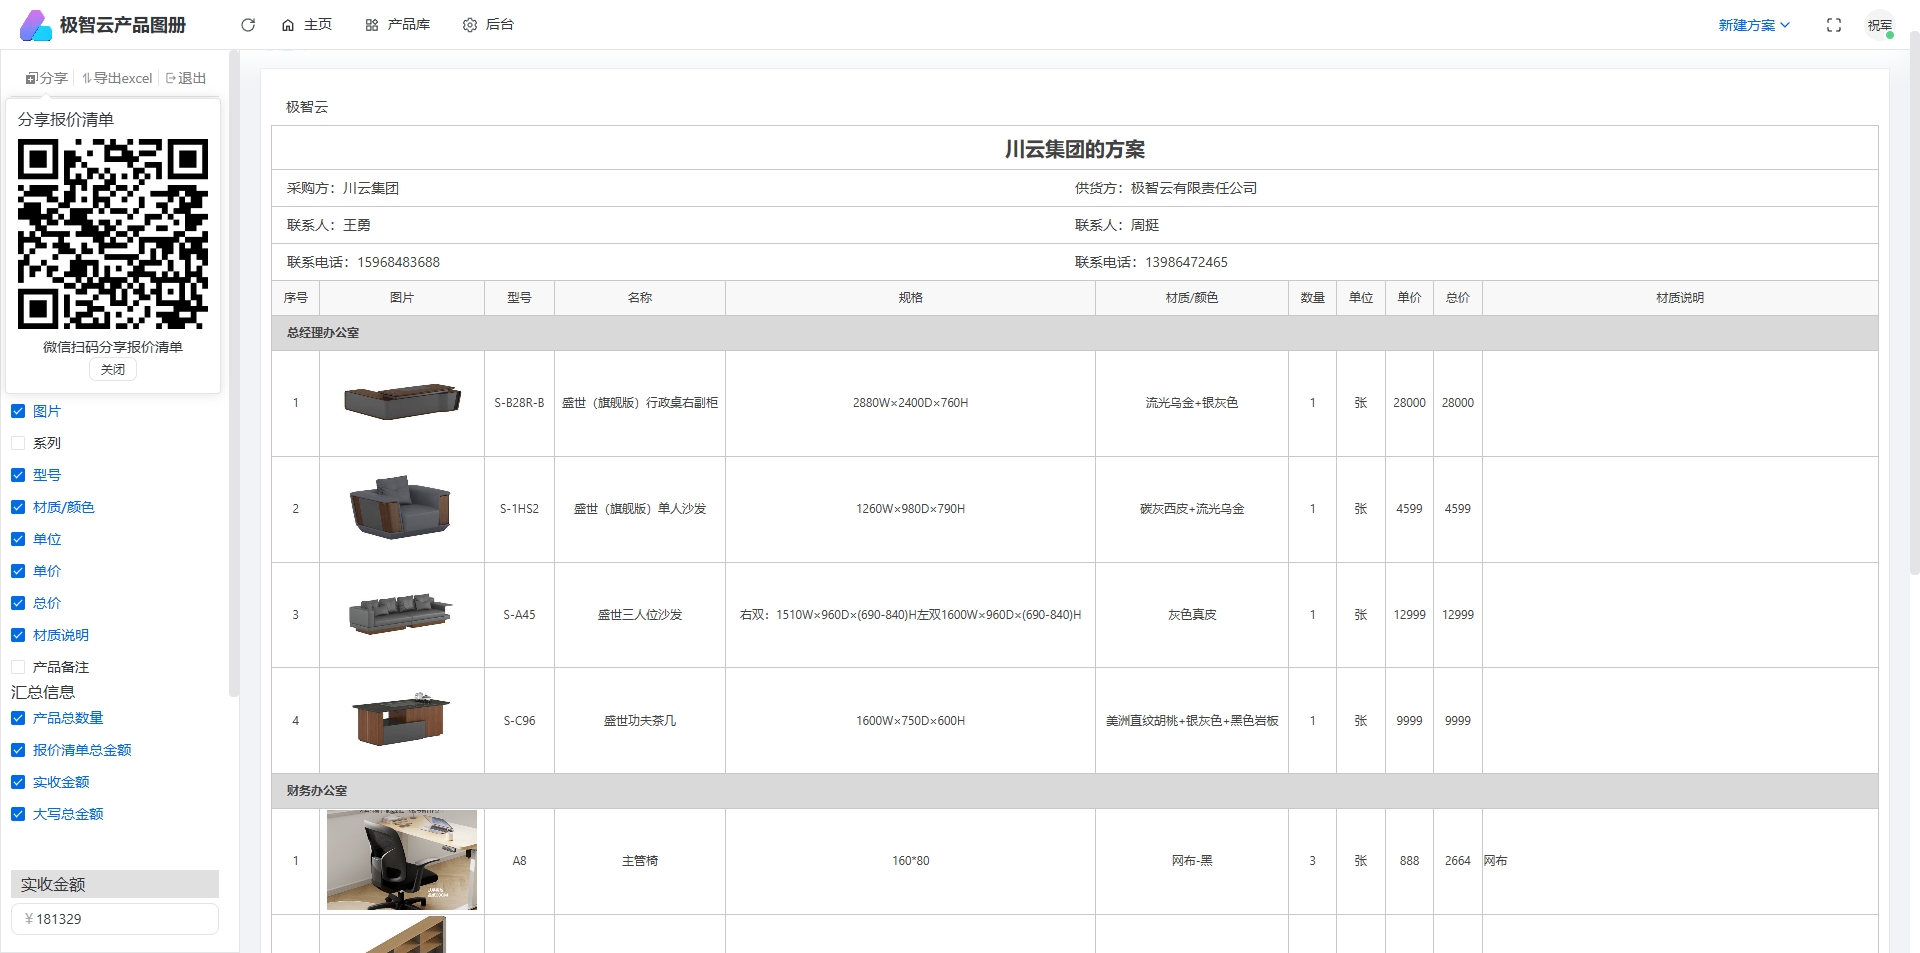 极智云产品图册
主页
产品库
后台
新建方案
祝军
分享
导出excel
退出
分享报价清单
微信扫码分享报价清单
关闭
图片
系列
型号
材质/颜色
单位
单价
总价
材质说明
产品备注
汇总信息
产品总数量
报价清单总金额
实收金额
大写总金额
实收金额
¥ 181329
极智云
川云集团的方案
采购方：川云集团 供货方：极智云有限责任公司
联系人：王勇 联系人：周挺
联系电话：15968483688 联系电话：13986472465
序号 图片 型号 名称 规格 材质/颜色 数量 单位 单价 总价 材质说明
总经理办公室
1 S-B28R-B 盛世（旗舰版）行政桌右副柜 2880W×2400D×760H 流光乌金+银灰色 1 张 28000 28000
2 S-1HS2 盛世（旗舰版）单人沙发 1260W×980D×790H 碳灰西皮+流光乌金 1 张 4599 4599
3 S-A45 盛世三人位沙发 右双：1510W×960D×(690-840)H左双1600W×960D×(690-840)H 灰色真皮 1 张 12999 12999
4 S-C96 盛世功夫茶几 1600W×750D×600H 美洲直纹胡桃+银灰色+黑色岩板 1 张 9999 9999
财务办公室
1 A8 主管椅 160*80 网布-黑 3 张 888 2664 网布